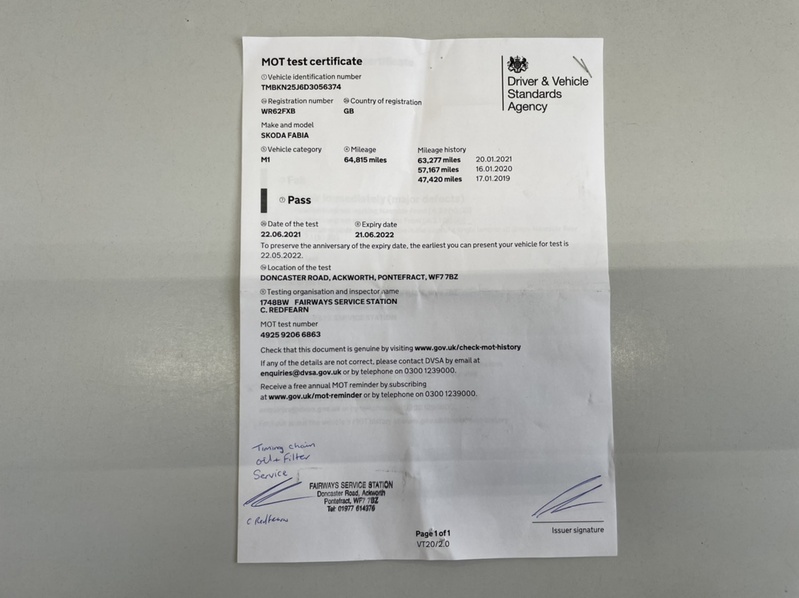 MOT test certificate
① Vehicle identification number
TMBKN25J6D3056374
Registration number
WR62FXB
Country of registration
GB
Make and model
SKODA FABIA
Vehicle category
M1
Mileage
64,815 miles
Mileage history
63,277 miles 20.01.2021
57,167 miles 16.01.2020
47,420 miles 17.01.2019
Driver & Vehicle
Standards
Agency
⑦ Pass
Date of the test
22.06.2021
Expiry date
21.06.2022
To preserve the anniversary of the expiry date, the earliest you can present your vehicle for test is
22.05.2022.
Location of the test
DONCASTER ROAD, ACKWORTH, PONTEFRACT, WF7 7BZ
Testing organisation and inspector name
1748BW FAIRWAYS SERVICE STATION
C. REDFEARN
MOT test number
4925 9206 6863
Check that this document is genuine by visiting www.gov.uk/check-mot-history
If any of the details are not correct, please contact DVSA by email at
enquiries@dvsa.gov.uk or by telephone on 0300 1239000.
Receive a free annual MOT reminder by subscribing
at www.gov.uk/mot-reminder or by telephone on 0300 1239000.
Timing chain
oil + Filter
Service
C Redfearn
FAIRWAYS SERVICE STATION
Doncaster Road, Ackworth
Pontefract, WF7 7BZ
Tel: 01977 614376
Issuer signature
Page 1 of 1
VT20/2.0